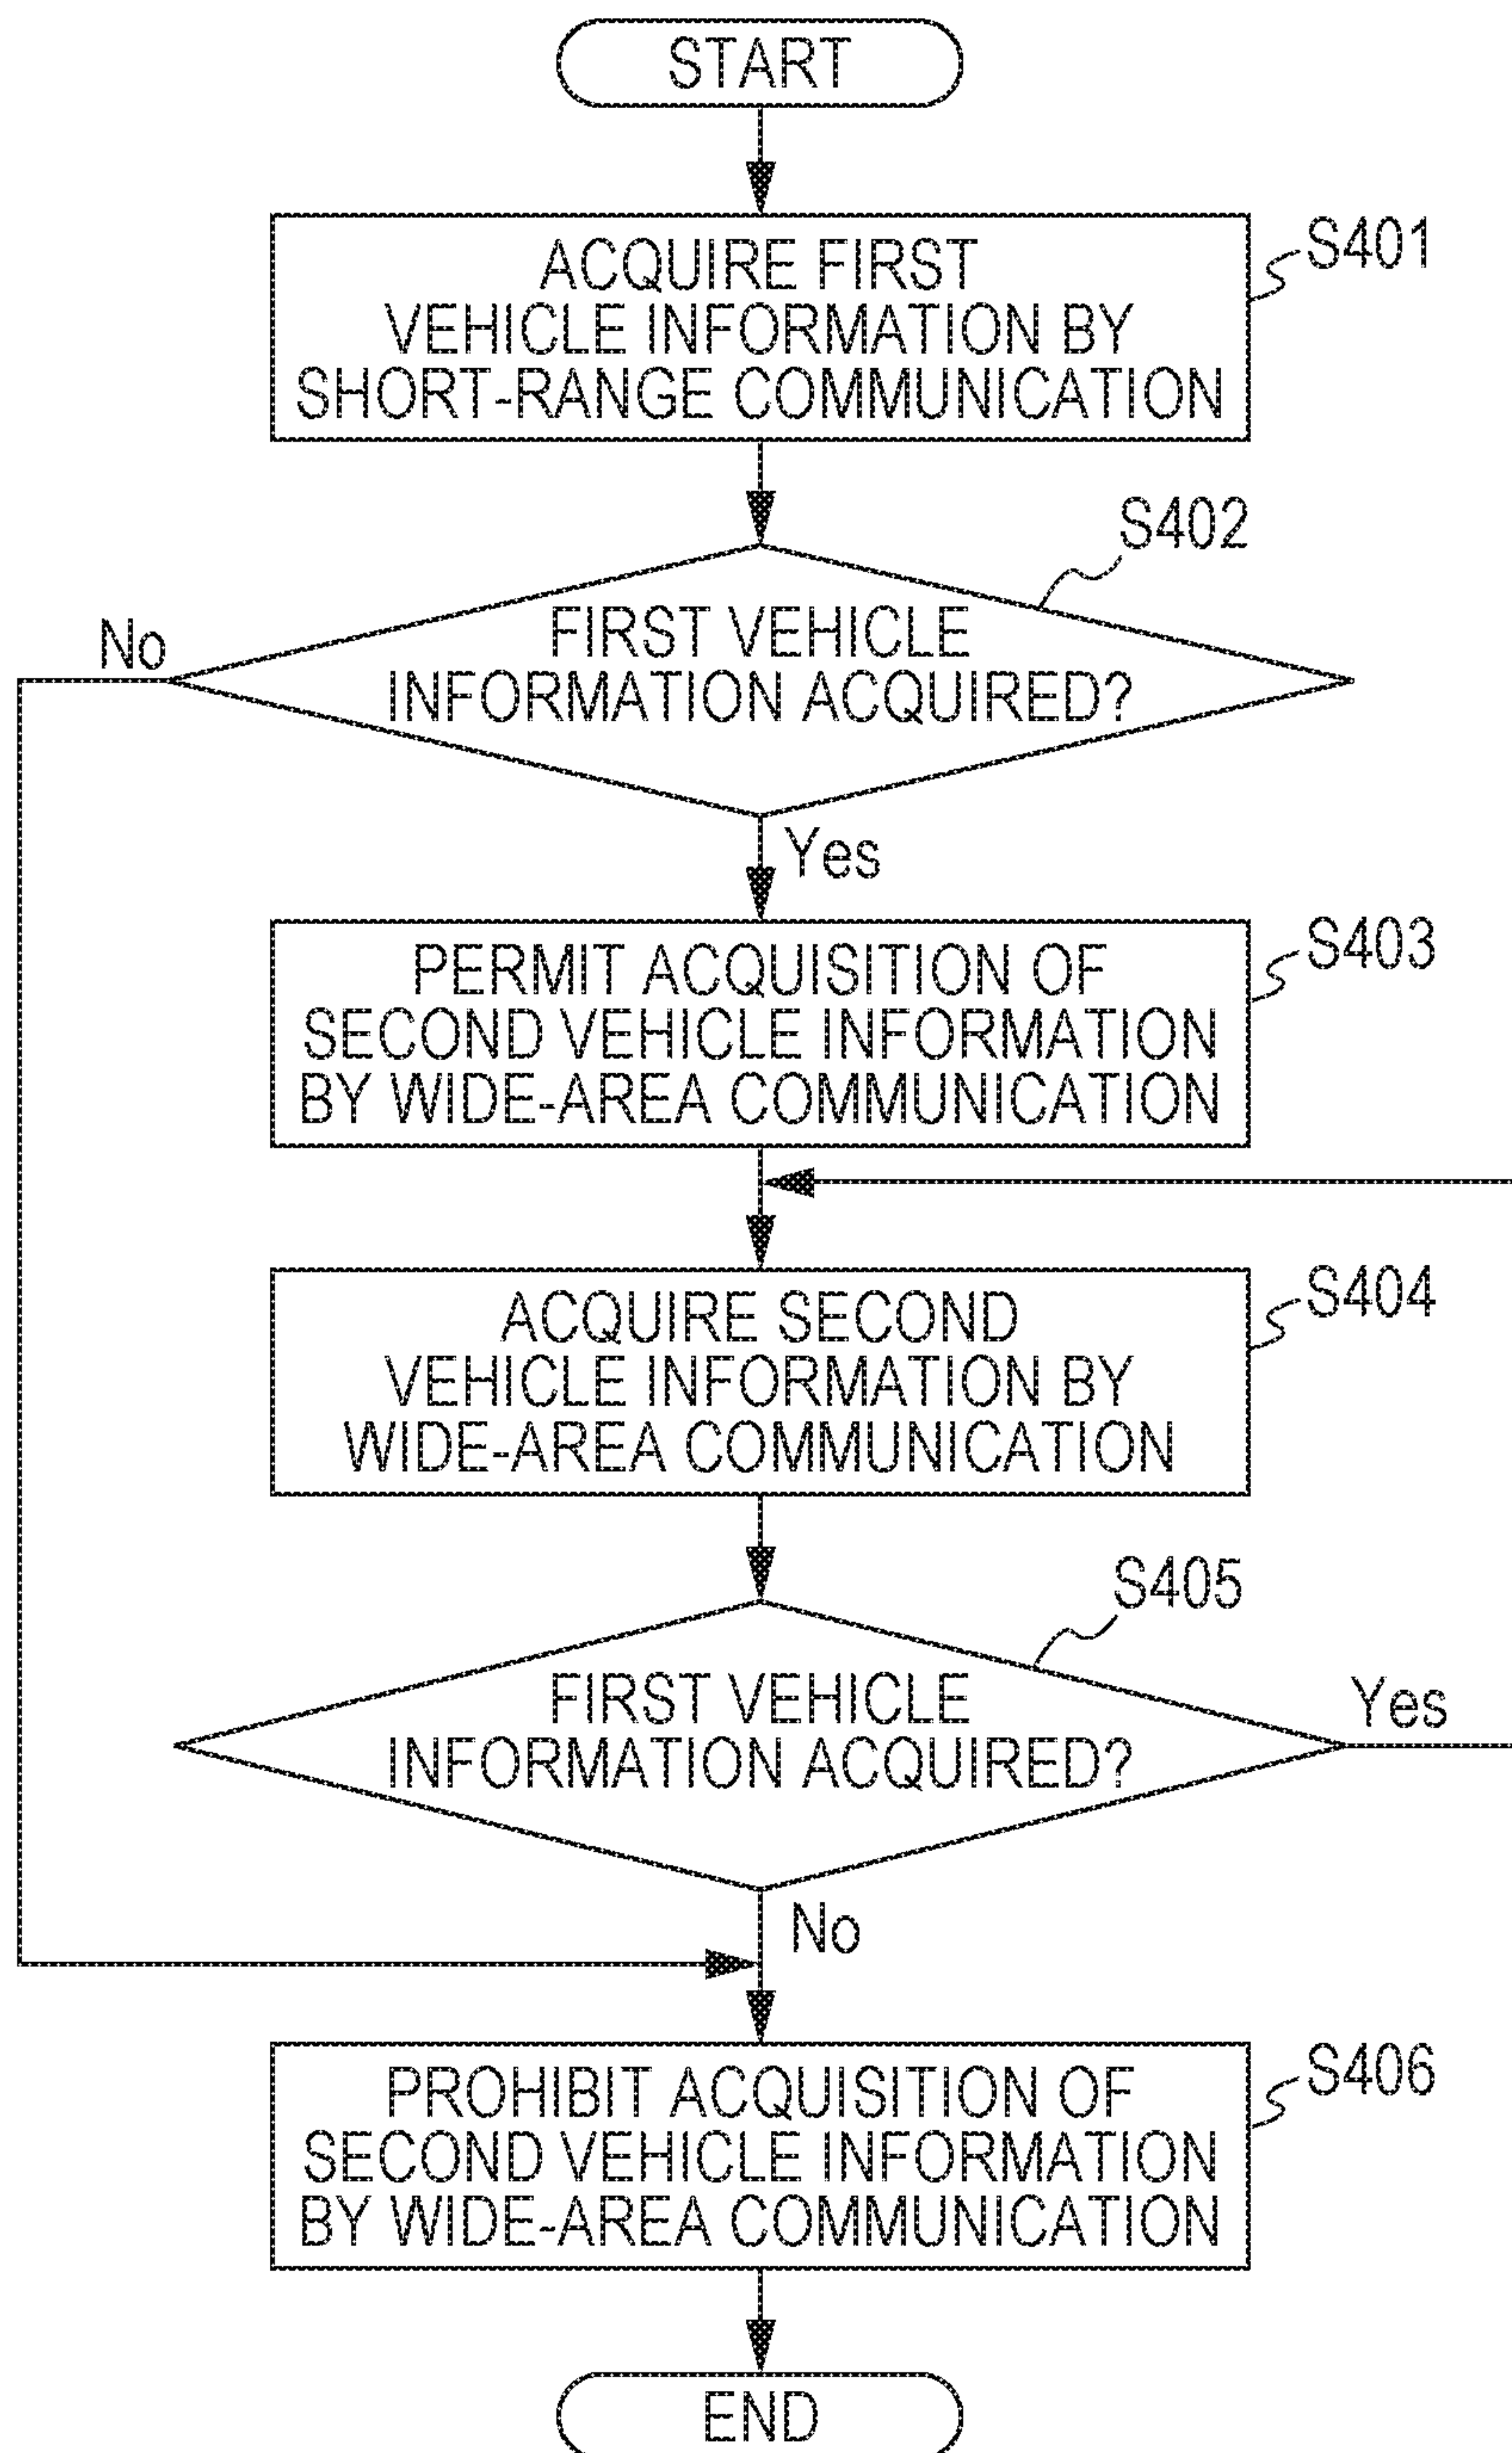 START
ACQUIRE FIRST
VEHICLE INFORMATION BY
SHORT-RANGE COMMUNICATION
S401
S402
FIRST VEHICLE
INFORMATION ACQUIRED?
No
Yes
PERMIT ACQUISITION OF
SECOND VEHICLE INFORMATION
BY WIDE-AREA COMMUNICATION
S403
ACQUIRE SECOND
VEHICLE INFORMATION BY
WIDE-AREA COMMUNICATION
S404
S405
FIRST VEHICLE
INFORMATION ACQUIRED?
Yes
No
PROHIBIT ACQUISITION OF
SECOND VEHICLE INFORMATION
BY WIDE-AREA COMMUNICATION
S406
END